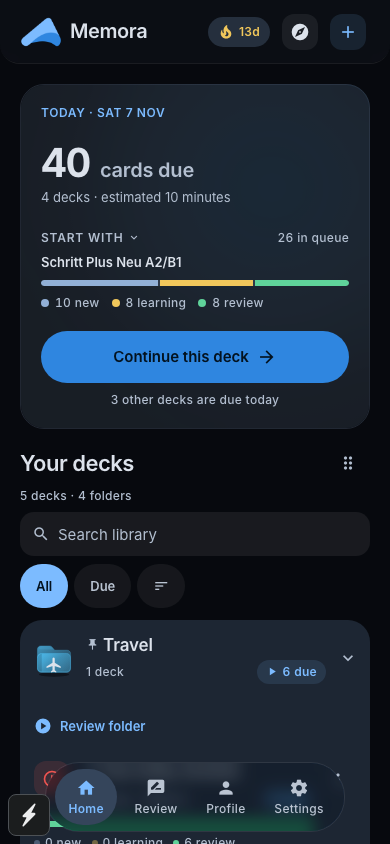 Memora
13d
TODAY · SAT 7 NOV
40 cards due
4 decks · estimated 10 minutes
START WITH
26 in queue
Schritt Plus Neu A2/B1
10 new
8 learning
8 review
Continue this deck
3 other decks are due today
Your decks
5 decks · 4 folders
Search library
All
Due
Travel
1 deck
6 due
Review folder
Home
Review
Profile
Settings
0 new
0 learning
6 review